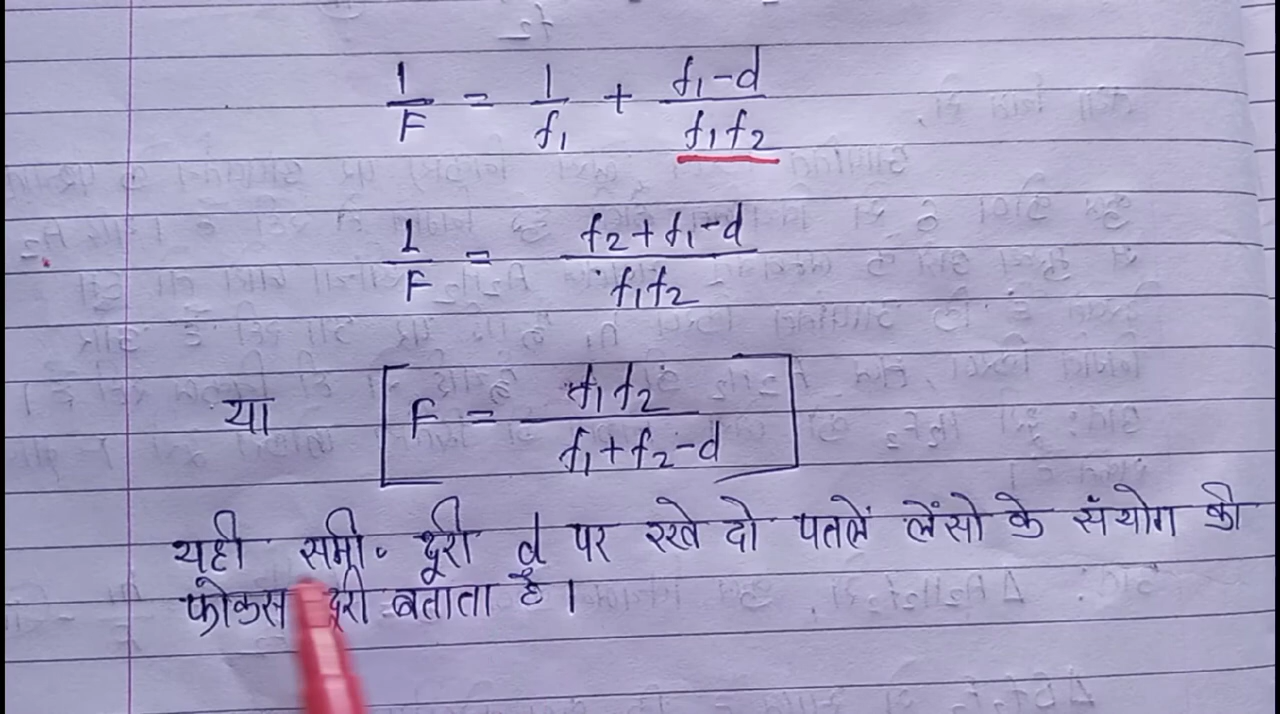 f₂
1/F = 1/f₁ + (f₁-d)/(f₁f₂)
1/F = (f₂+f₁-d)/(f₁f₂)
या F = (f₁f₂)/(f₁+f₂-d)
यही समी॰ दूरी d पर रखे दो पतलें लेंसो के संयोग की
फोकस दूरी बताता है।